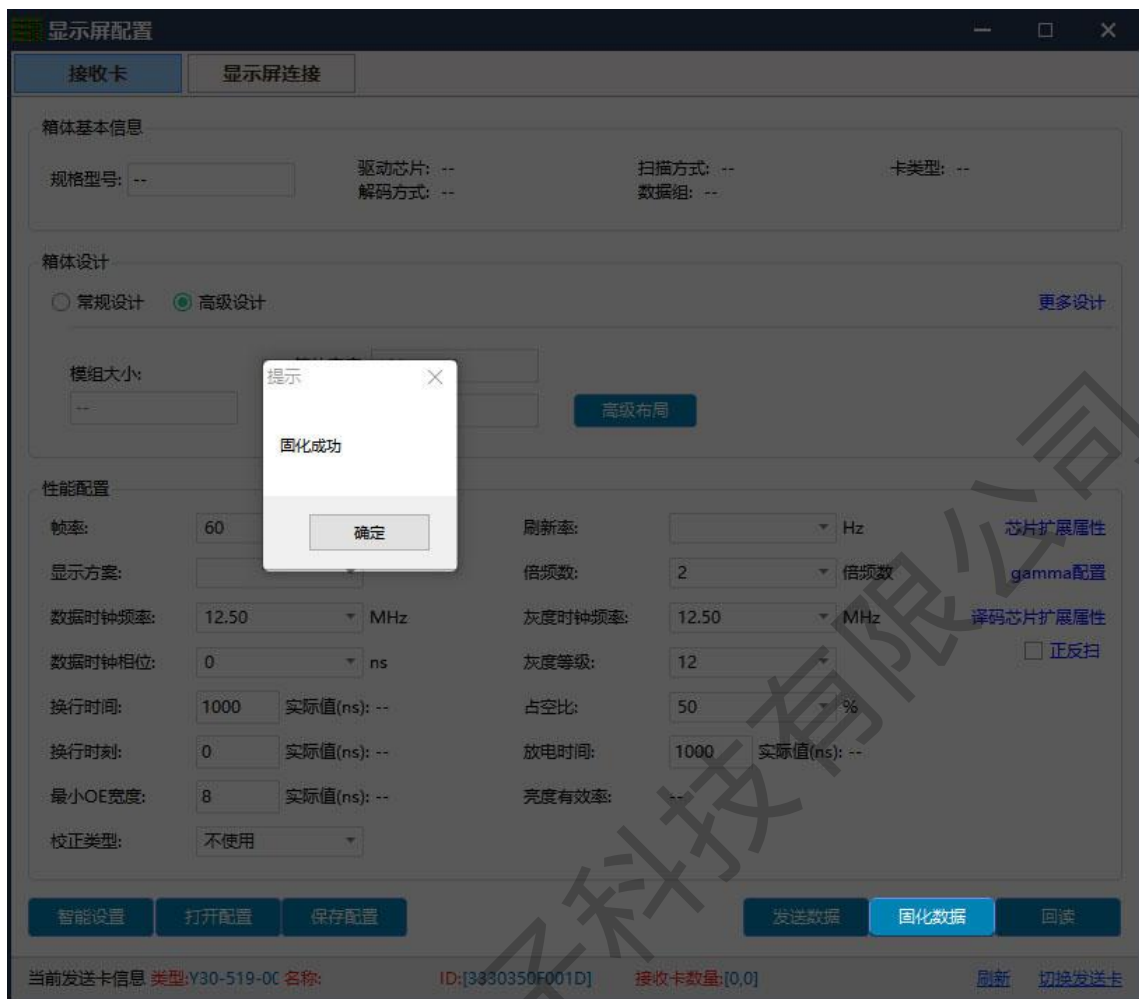 显示屏配置
接收卡 显示屏连接
箱体基本信息
规格型号: -- 驱动芯片: -- 扫描方式: -- 卡类型: --
解码方式: -- 数据组: --
箱体设计
常规设计 高级设计 更多设计
模组大小:
-- 高级布局
提示
固化成功
确定
性能配置
帧率: 60 刷新率: Hz 芯片扩展属性
显示方案: 倍频数: 2 倍频数 gamma配置
数据时钟频率: 12.50 MHz 灰度时钟频率: 12.50 MHz 译码芯片扩展属性
数据时钟相位: 0 ns 灰度等级: 12 正反扫
换行时间: 1000 实际值(ns): -- 占空比: 50 %
换行时刻: 0 实际值(ns): -- 放电时间: 1000 实际值(ns): --
最小OE宽度: 8 实际值(ns): -- 亮度有效率: --
校正类型: 不使用
智能设置 打开配置 保存配置 发送数据 固化数据 回读
当前发送卡信息 类型:Y30-519-00 名称: ID:[3330350F001D] 接收卡数量:[0,0] 刷新 切换发送卡
子科技有限公司